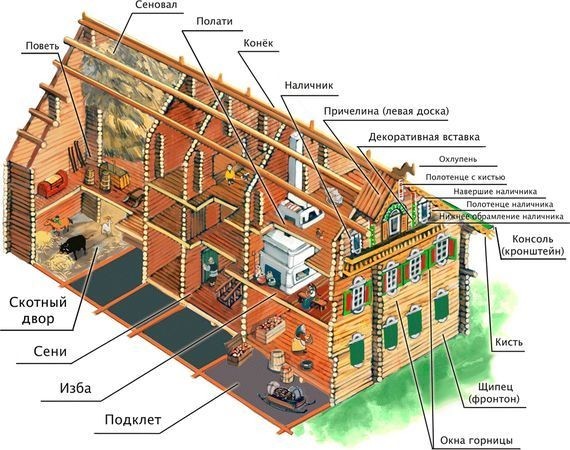 Сеновал
Полати
Поветь
Конёк
Наличник
Причелина (левая доска)
Декоративная вставка
Охлупень
Полотенце с кистью
Навершие наличника
Полотенце наличника
Нижнее обрамление наличника
Консоль
(кронштейн)
Скотный
двор
Сени
Кисть
Изба
Щипец
(фронтон)
Подклет
Окна горницы